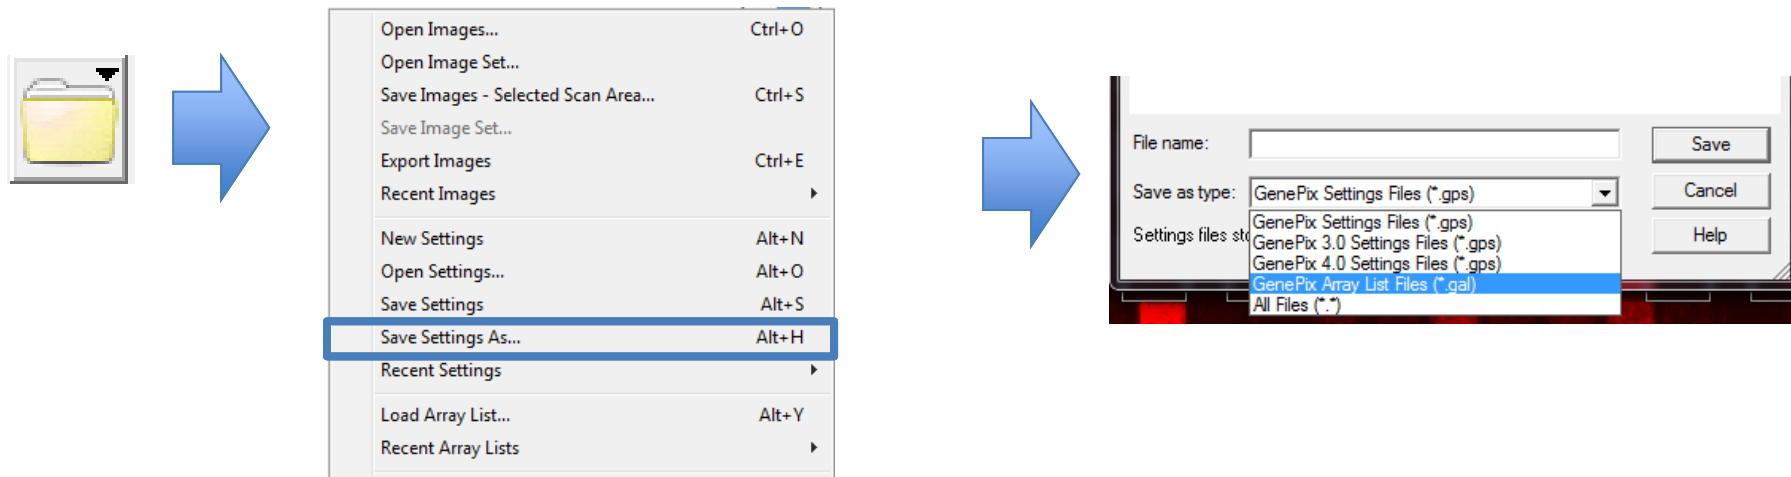 Open Images... Ctrl+O
Open Image Set...
Save Images - Selected Scan Area... Ctrl+S
Save Image Set...
Export Images Ctrl+E
Recent Images
New Settings Alt+N
Open Settings... Alt+O
Save Settings Alt+S
Save Settings As... Alt+H
Recent Settings
Load Array List... Alt+Y
Recent Array Lists
File name: Save
Save as type: GenePix Settings Files (*.gps) Cancel
Settings files Help
GenePix Settings Files (*.gps)
GenePix 3.0 Settings Files (*.gps)
GenePix 4.0 Settings Files (*.gps)
GenePix Array List Files (*.gal)
All Files (*.*)